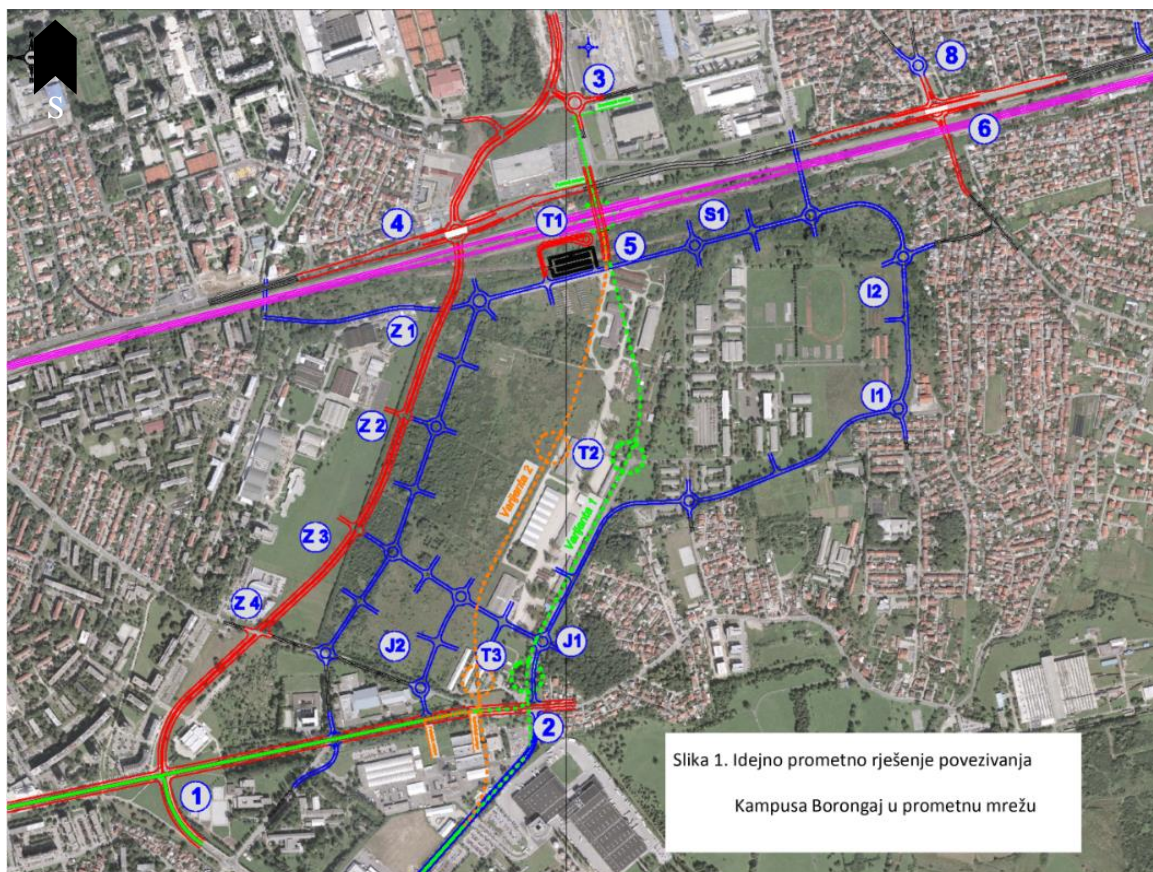 S
3
8
6
4
T1
S1
5
I2
Z 1
I1
Z 2
T2
Varijanta 2
Varijanta 1
Z 3
Z 4
J1
J2
T3
2
1
Slika 1. Idejno prometno rješenje povezivanja
Kampusa Borongaj u prometnu mrežu